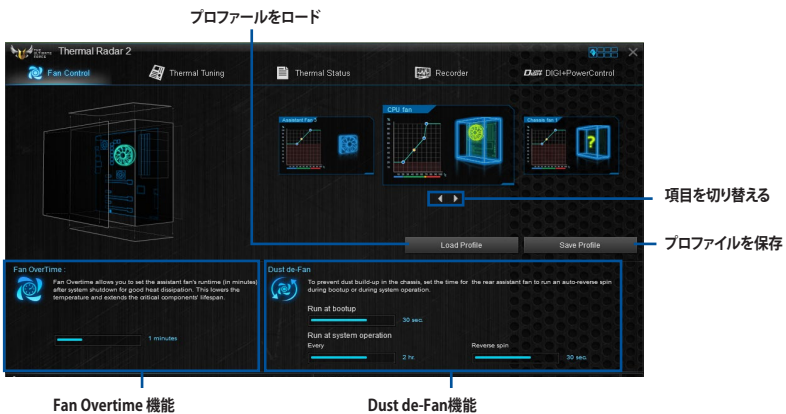 プロファールをロード
THE ULTIMATE FORCE Thermal Radar 2
Fan Control
Thermal Tuning
Thermal Status
Recorder
DIGI+PowerControl
Assistant Fan 3
CPU fan
Chassis fan 1
?
項目を切り替える
Load Profile
Save Profile
プロファイルを保存
Fan OverTime :
Fan Overtime allows you to set the assistant fan's runtime (in minutes)
after system shutdown for good heat dissipation. This lowers the
temperature and extends the critical components' lifespan.
1 minutes
Dust de-Fan
To prevent dust build-up in the chassis, set the time for the rear assistant fan to run an auto-reverse spin
during bootup or during system operation.
Run at bootup
30 sec.
Run at system operation
Every
Reverse spin
2 hr.
30 sec.
Fan Overtime 機能
Dust de-Fan機能